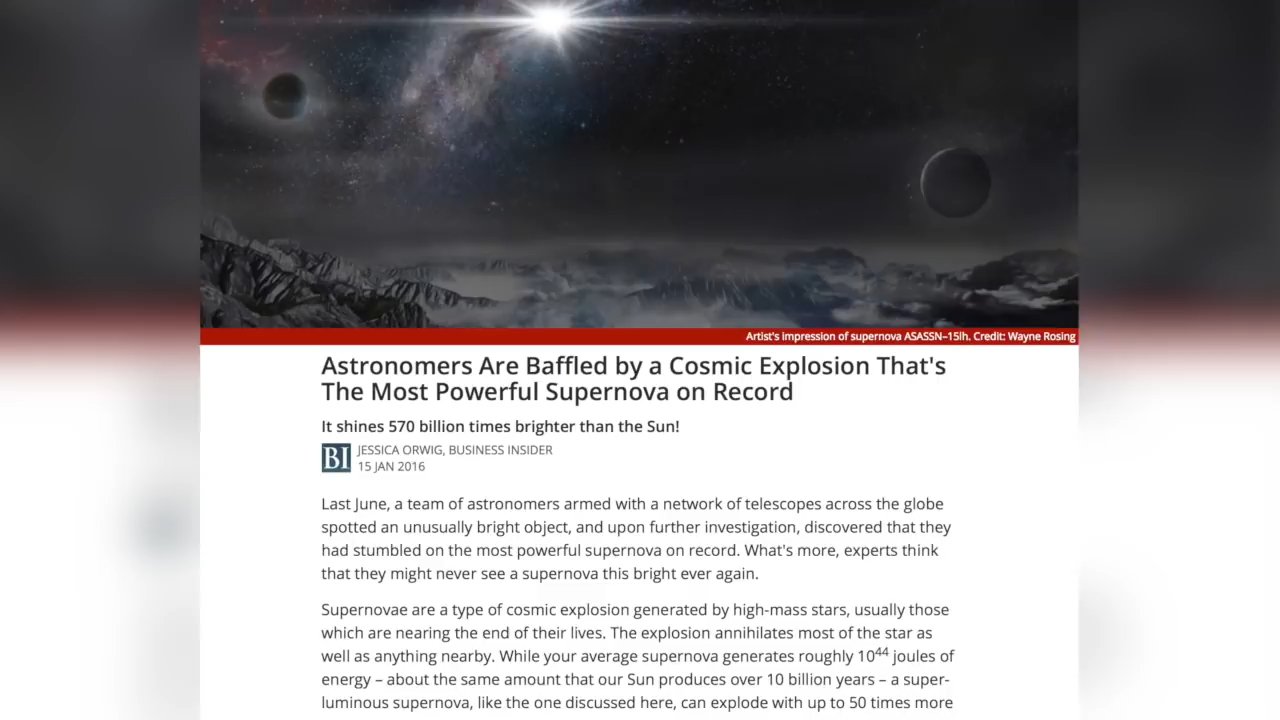 Artist's impression of supernova ASASSN–15lh. Credit: Wayne Rosing
Astronomers Are Baffled by a Cosmic Explosion That's
The Most Powerful Supernova on Record
It shines 570 billion times brighter than the Sun!
BI
JESSICA ORWIG, BUSINESS INSIDER
15 JAN 2016
Last June, a team of astronomers armed with a network of telescopes across the globe
spotted an unusually bright object, and upon further investigation, discovered that they
had stumbled on the most powerful supernova on record. What's more, experts think
that they might never see a supernova this bright ever again.
Supernovae are a type of cosmic explosion generated by high-mass stars, usually those
which are nearing the end of their lives. The explosion annihilates most of the star as
well as anything nearby. While your average supernova generates roughly 10⁴⁴ joules of
energy – about the same amount that our Sun produces over 10 billion years – a super-
luminous supernova, like the one discussed here, can explode with up to 50 times more